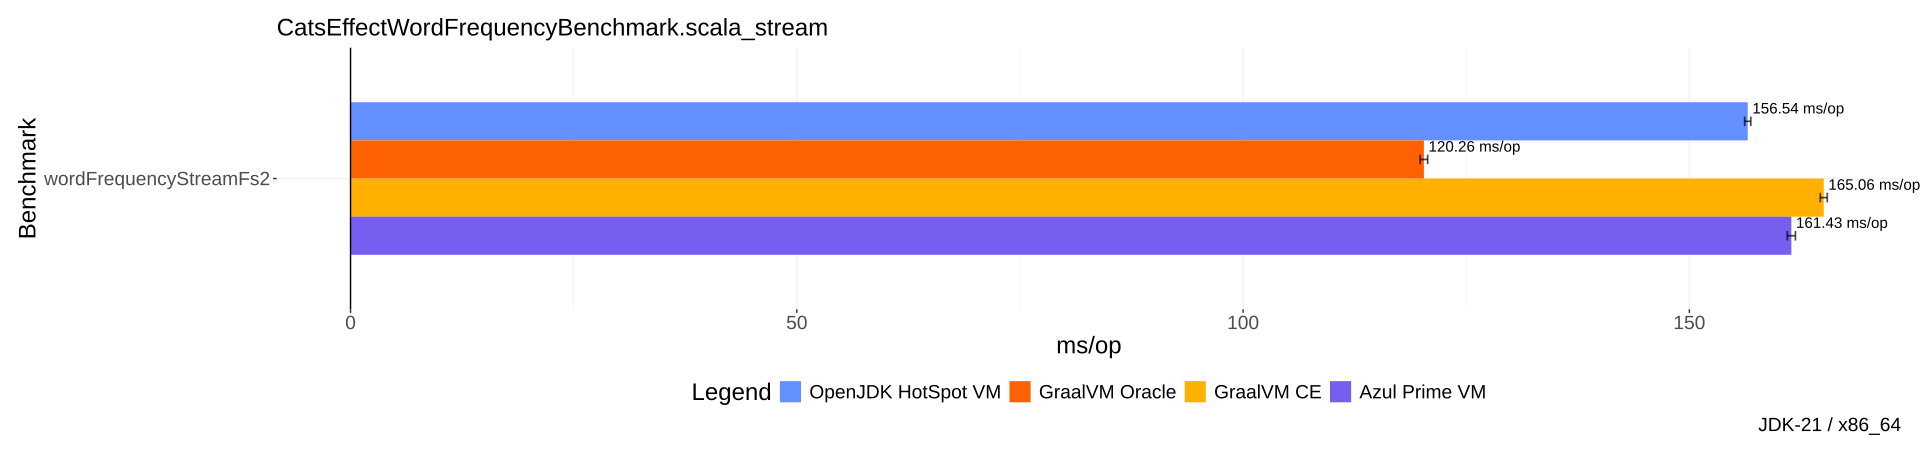 CatsEffectWordFrequencyBenchmark.scala_stream
Benchmark
wordFrequencyStreamFs2
156.54 ms/op
120.26 ms/op
165.06 ms/op
161.43 ms/op
0 50 100 150
ms/op
Legend OpenJDK HotSpot VM GraalVM Oracle GraalVM CE Azul Prime VM
JDK-21 / x86_64